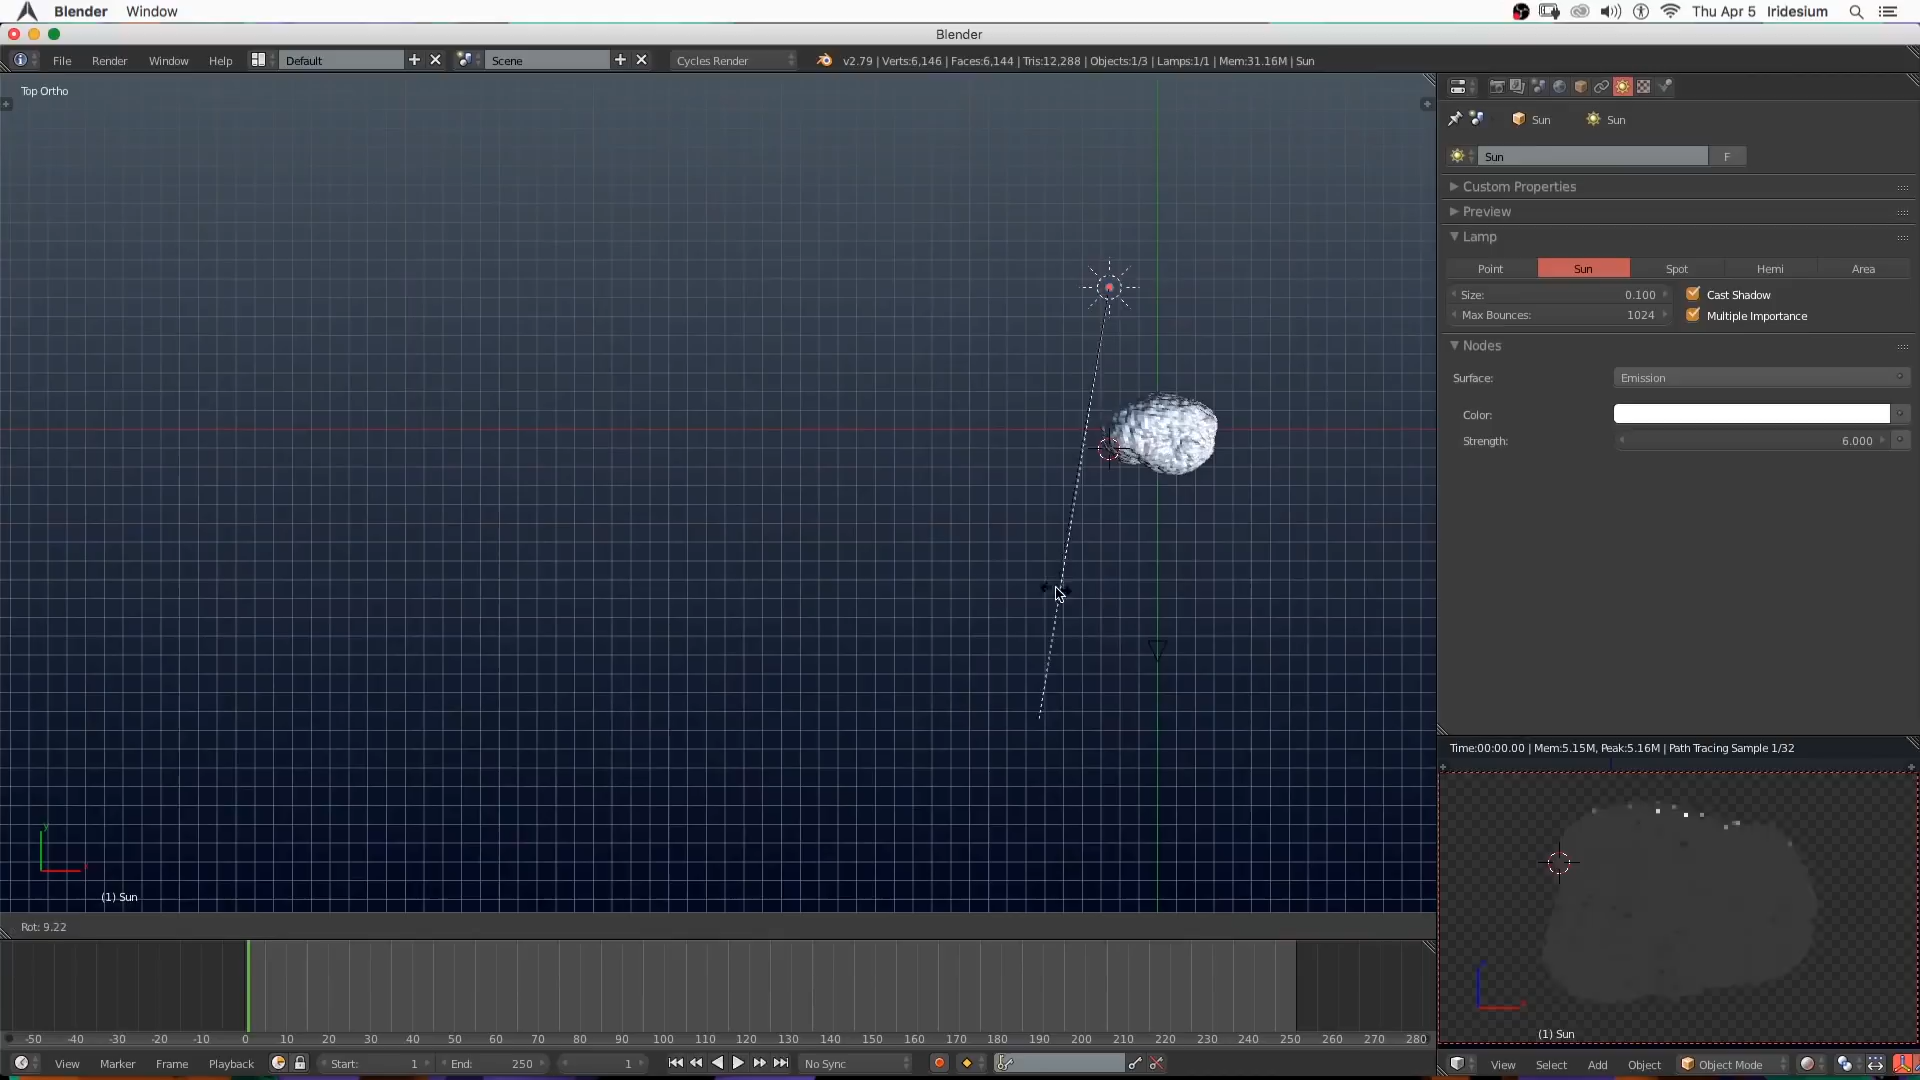 Blender Window Thu Apr 5 Iridesium
Blender
File Render Window Help Default Scene Cycles Render v2.79 | Verts:6,146 | Faces:6,144 | Tris:12,288 | Objects:1/3 | Lamps:1/1 | Mem:31.16M | Sun
Top Ortho
Sun Sun
Sun F
Custom Properties
Preview
Lamp
Point Sun Spot Hemi Area
Size: 0.100 Cast Shadow
Max Bounces: 1024 Multiple Importance
Nodes
Surface: Emission
Color:
Strength: 6.000
Time:00:00.00 | Mem:5.15M, Peak:5.16M | Path Tracing Sample 1/32
y
x
(1) Sun
Rot: 9.22
(1) Sun
-50 -40 -30 -20 -10 0 10 20 30 40 50 60 70 80 90 100 110 120 130 140 150 160 170 180 190 200 210 220 230 240 250 260 270 280
View Marker Frame Playback Start: 1 End: 250 1 No Sync View Select Add Object Object Mode